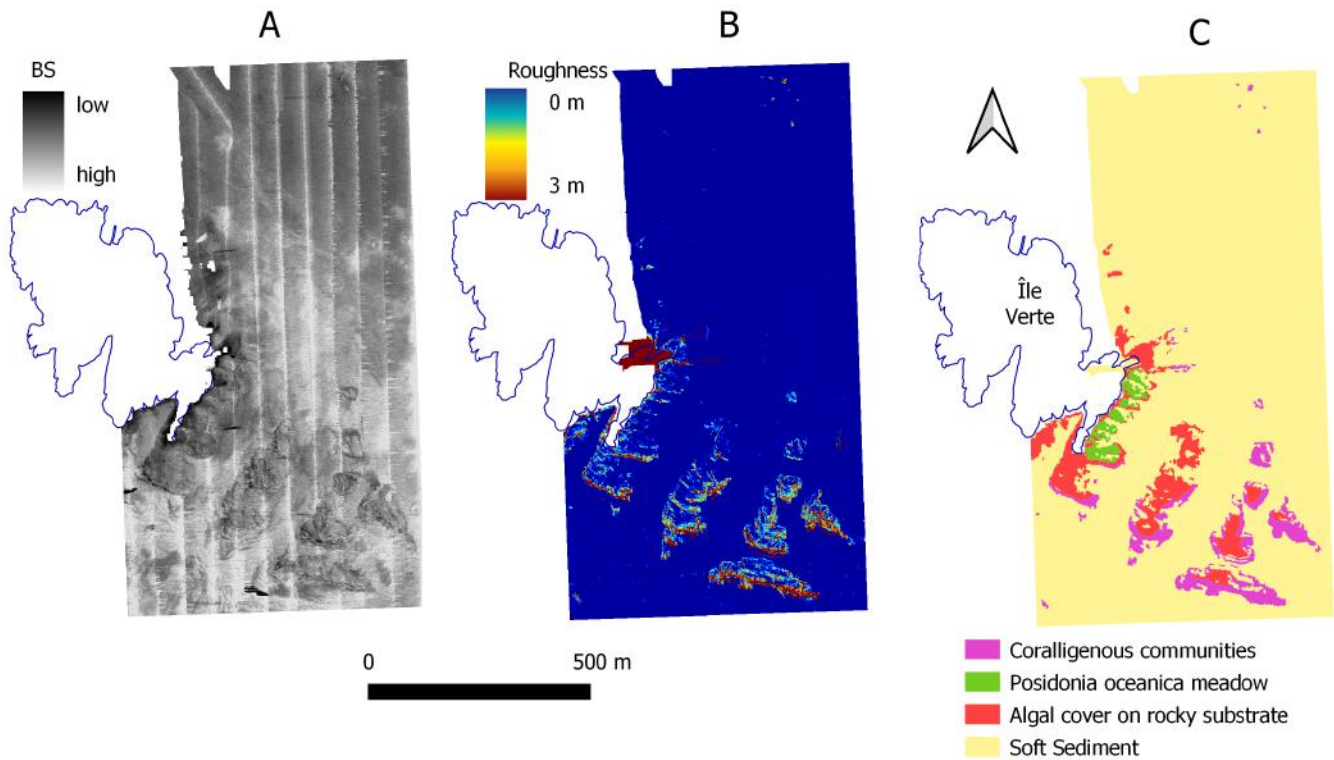 A
B
C
BS
low
high
Roughness
0 m
3 m
Île
Verte
0
500 m
Coralligenous communities
Posidonia oceanica meadow
Algal cover on rocky substrate
Soft Sediment